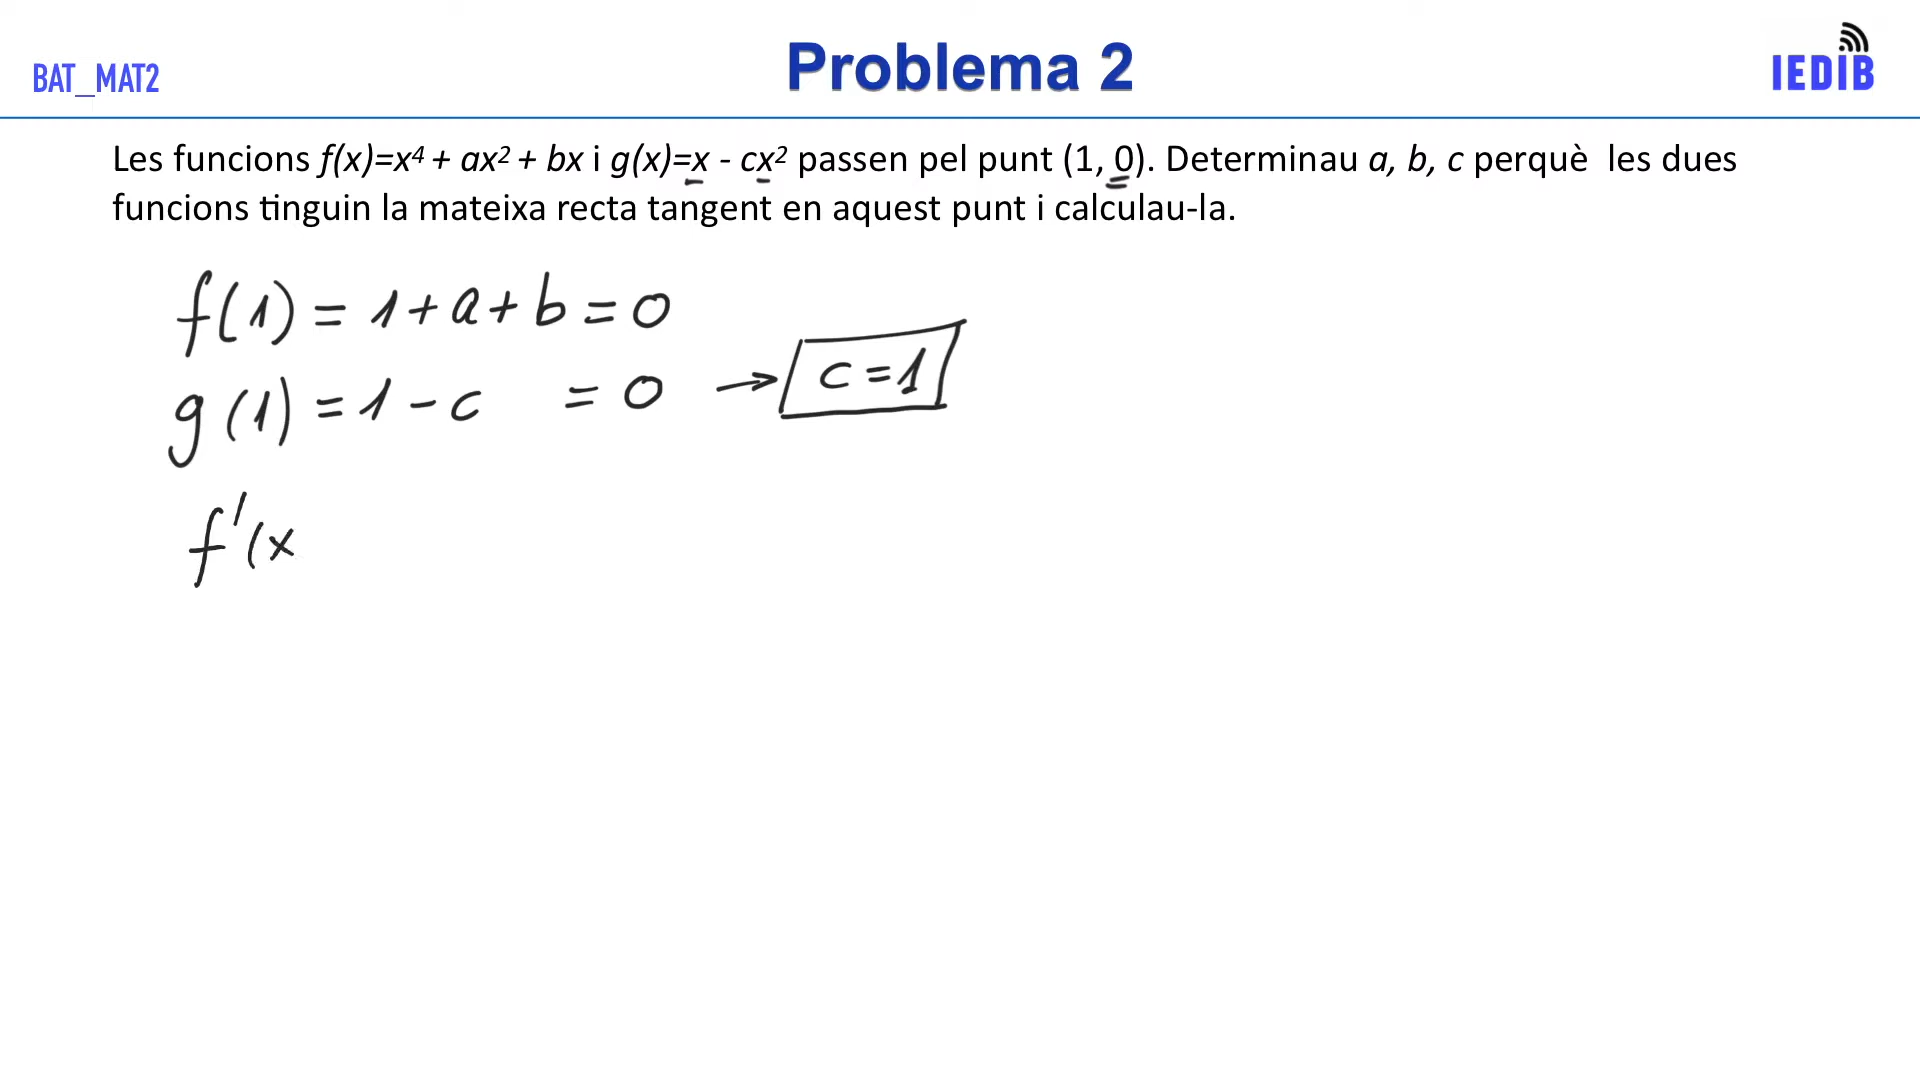 BAT_MAT2
Problema 2
IEDIB
Les funcions f(x)=x⁴ + ax² + bx i g(x)=x - cx² passen pel punt (1, 0). Determinau a, b, c perquè les dues
funcions tinguin la mateixa recta tangent en aquest punt i calculau-la.
f(1) = 1 + a + b = 0
g(1) = 1 - c = 0 → c = 1
f'(x